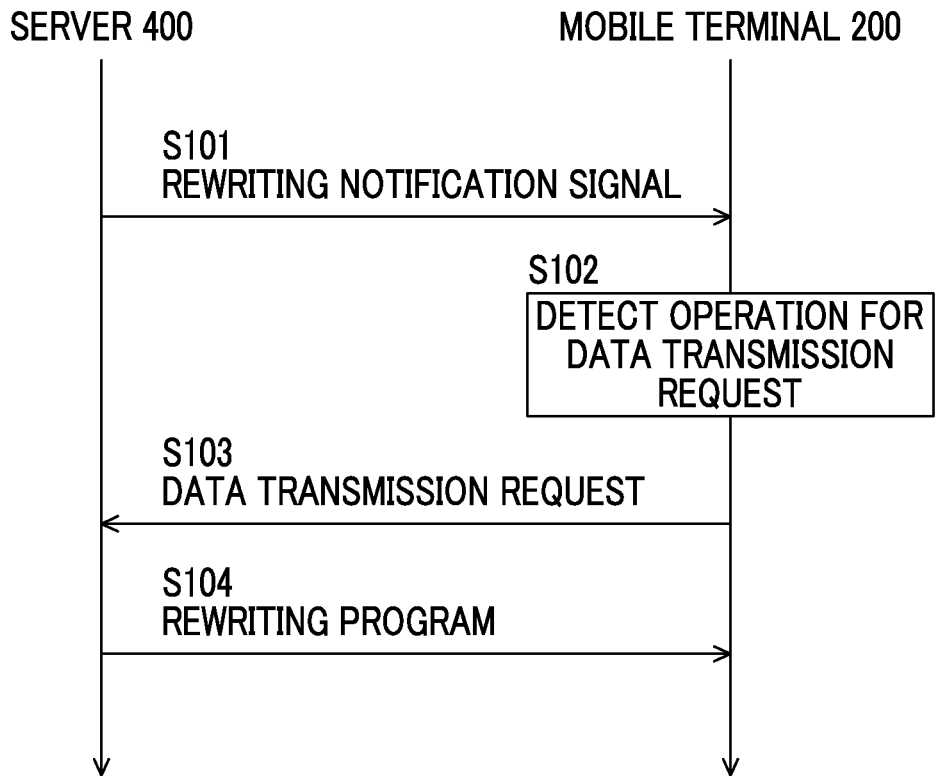 SERVER 400
MOBILE TERMINAL 200
S101
REWRITING NOTIFICATION SIGNAL
S102
DETECT OPERATION FOR
DATA TRANSMISSION
REQUEST
S103
DATA TRANSMISSION REQUEST
S104
REWRITING PROGRAM